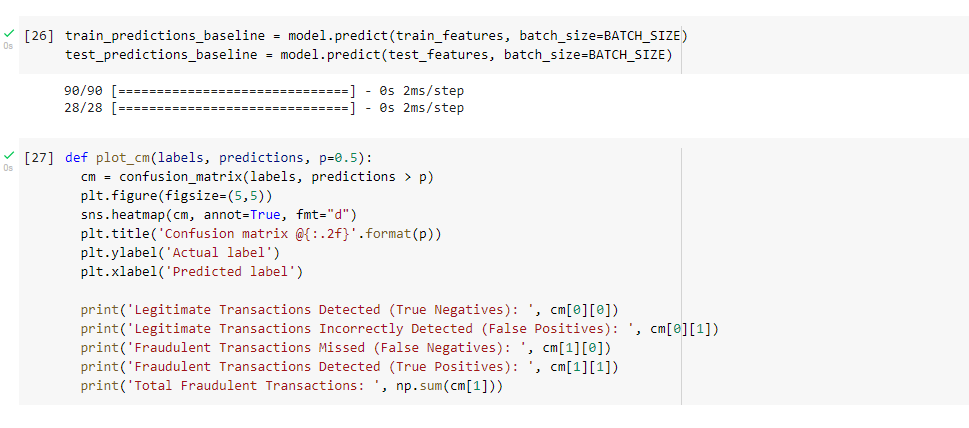 [26] train_predictions_baseline = model.predict(train_features, batch_size=BATCH_SIZE)
0s
test_predictions_baseline = model.predict(test_features, batch_size=BATCH_SIZE)
90/90 [==============================] - 0s 2ms/step
28/28 [==============================] - 0s 2ms/step
[27] def plot_cm(labels, predictions, p=0.5):
0s
cm = confusion_matrix(labels, predictions > p)
plt.figure(figsize=(5,5))
sns.heatmap(cm, annot=True, fmt="d")
plt.title('Confusion matrix @{:.2f}'.format(p))
plt.ylabel('Actual label')
plt.xlabel('Predicted label')
print('Legitimate Transactions Detected (True Negatives): ', cm[0][0])
print('Legitimate Transactions Incorrectly Detected (False Positives): ', cm[0][1])
print('Fraudulent Transactions Missed (False Negatives): ', cm[1][0])
print('Fraudulent Transactions Detected (True Positives): ', cm[1][1])
print('Total Fraudulent Transactions: ', np.sum(cm[1]))